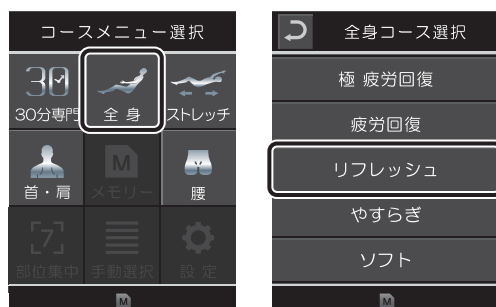 コースメニュー選択
30
30分専門
全身
ストレッチ
首・肩
M
メモリー
腰
[7]
部位集中
手動選択
設定
M
全身コース選択
極 疲労回復
疲労回復
リフレッシュ
やすらぎ
ソフト
M